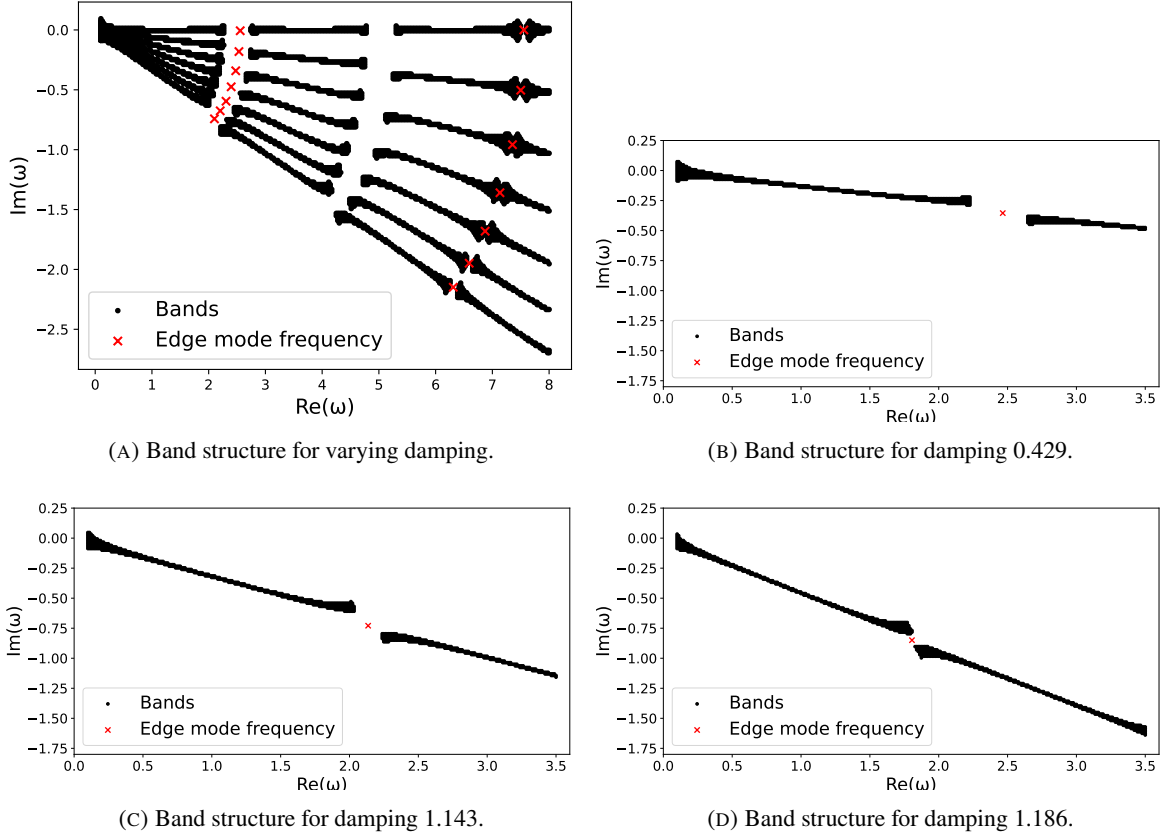 0.0
−0.5
−1.0
−1.5
−2.0
−2.5
Im(ω)
Bands
Edge mode frequency
0 1 2 3 4 5 6 7 8
Re(ω)
(A) Band structure for varying damping.
0.25
0.00
−0.25
−0.50
−0.75
−1.00
−1.25
−1.50
−1.75
Im(ω)
Bands
Edge mode frequency
0.0 0.5 1.0 1.5 2.0 2.5 3.0 3.5
Re(ω)
(B) Band structure for damping 0.429.
0.25
0.00
−0.25
−0.50
−0.75
−1.00
−1.25
−1.50
−1.75
Im(ω)
Bands
Edge mode frequency
0.0 0.5 1.0 1.5 2.0 2.5 3.0 3.5
Re(ω)
(C) Band structure for damping 1.143.
0.25
0.00
−0.25
−0.50
−0.75
−1.00
−1.25
−1.50
−1.75
Im(ω)
Bands
Edge mode frequency
0.0 0.5 1.0 1.5 2.0 2.5 3.0 3.5
Re(ω)
(D) Band structure for damping 1.186.